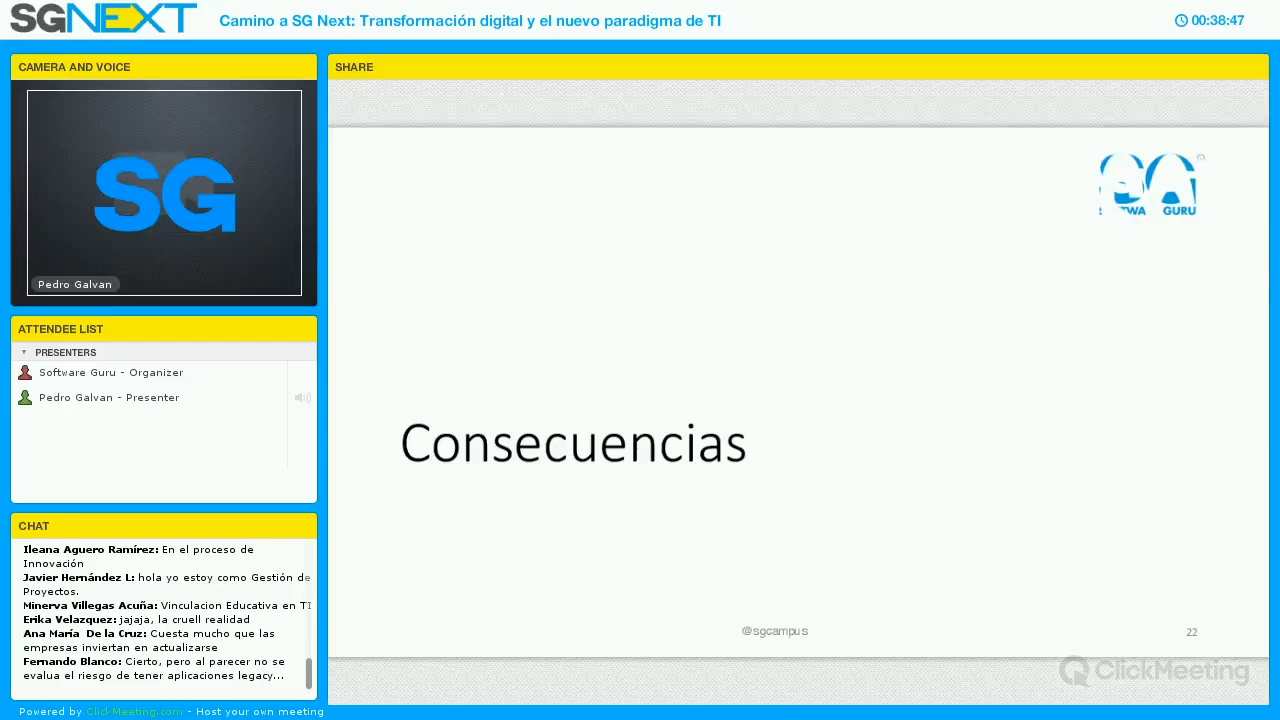 SGNEXT
Camino a SG Next: Transformación digital y el nuevo paradigma de TI
00:38:47
CAMERA AND VOICE
SG
Pedro Galvan
ATTENDEE LIST
PRESENTERS
Software Guru - Organizer
Pedro Galvan - Presenter
CHAT
Ileana Aguero Ramírez: En el proceso de
Innovación
Javier Hernández L: hola yo estoy como Gestión de
Proyectos.
Minerva Villegas Acuña: Vinculacion Educativa en TI
Erika Velazquez: jajaja, la cruell realidad
Ana María De la Cruz: Cuesta mucho que las
empresas inviertan en actualizarse
Fernando Blanco: Cierto, pero al parecer no se
evalua el riesgo de tener aplicaciones legacy...
Powered by ClickMeeting.com - Host your own meeting
SHARE
GURU
Consecuencias
@sgcampus
22
ClickMeeting